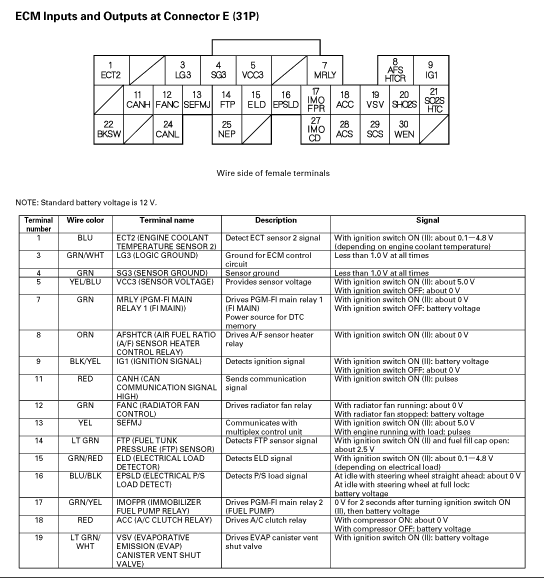 ECM Inputs and Outputs at Connector E (31P)
1 ECT2
3 LG3
4 SG3
5 VCC3
7 MRLY
8 AFS HTCR
9 IG1
11 CANH
12 FANC
13 SEFMJ
14 FTP
15 ELD
16 EPSLD
17 IMO FPR
18 ACC
19 VSV
20 SHO2S
21 SO2S HTC
22 BKSW
24 CANL
25 NEP
27 IMO CD
28 ACS
29 SCS
30 WEN
Wire side of female terminals
NOTE: Standard battery voltage is 12 V.
Terminal number Wire color Terminal name Description Signal
1 BLU ECT2 (ENGINE COOLANT TEMPERATURE SENSOR 2) Detect ECT sensor 2 signal With ignition switch ON (II): about 0.1—4.8 V (depending on engine coolant temperature)
3 GRN/WHT LG3 (LOGIC GROUND) Ground for ECM control circuit Less than 1.0 V at all times
4 GRN SG3 (SENSOR GROUND) Sensor ground Less than 1.0 V at all times
5 YEL/BLU VCC3 (SENSOR VOLTAGE) Provides sensor voltage With ignition switch ON (II): about 5.0 V With ignition switch OFF: about 0 V
7 GRN MRLY (PGM-FI MAIN RELAY 1 (FI MAIN)) Drives PGM-FI main relay 1 (FI MAIN) Power source for DTC memory With ignition switch ON (II): about 0 V With ignition switch OFF: battery voltage
8 ORN AFSHTCR (AIR FUEL RATIO (A/F) SENSOR HEATER CONTROL RELAY) Drives A/F sensor heater relay With ignition switch ON (II): about 0 V
9 BLK/YEL IG1 (IGNITION SIGNAL) Detects ignition signal With ignition switch ON (II): battery voltage With ignition switch OFF: about 0 V
11 RED CANH (CAN COMMUNICATION SIGNAL HIGH) Sends communication signal With ignition switch ON (II): pulses
12 GRN FANC (RADIATOR FAN CONTROL) Drives radiator fan relay With radiator fan running: about 0 V With radiator fan stopped: battery voltage
13 YEL SEFMJ Communicates with multiplex control unit With ignition switch ON (II): about 5.0 V With engine running with load: pulses
14 LT GRN FTP (FUEL TUNK PRESSURE (FTP) SENSOR) Detects FTP sensor signal With ignition switch ON (II) and fuel fill cap open: about 2.5 V
15 GRN/RED ELD (ELECTRICAL LOAD DETECTOR) Detects ELD signal With ignition switch ON (II): about 0.1—4.8 V (depending on electrical load)
16 BLU/BLK EPSLD (ELECTRICAL P/S LOAD DETECT) Detects P/S load signal At idle with steering wheel straight ahead: about 0 V At idle with steering wheel at full lock: battery voltage
17 GRN/YEL IMOFPR (IMMOBILIZER FUEL PUMP RELAY) Drives PGM-FI main relay 2 (FUEL PUMP) 0 V for 2 seconds after turning ignition switch ON (II), then battery voltage
18 RED ACC (A/C CLUTCH RELAY) Drives A/C clutch relay With compressor ON: about 0 V With compressor OFF: battery voltage
19 LT GRN/ WHT VSV (EVAPORATIVE EMISSION (EVAP) CANISTER VENT SHUT VALVE) Drives EVAP canister vent shut valve With ignition switch ON (II): battery voltage